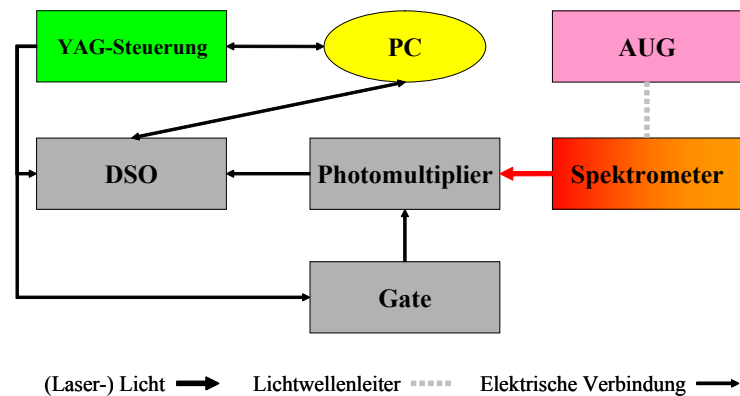 YAG-Steuerung
PC
AUG
DSO
Photomultiplier
Spektrometer
Gate
(Laser-) Licht
Lichtwellenleiter
Elektrische Verbindung